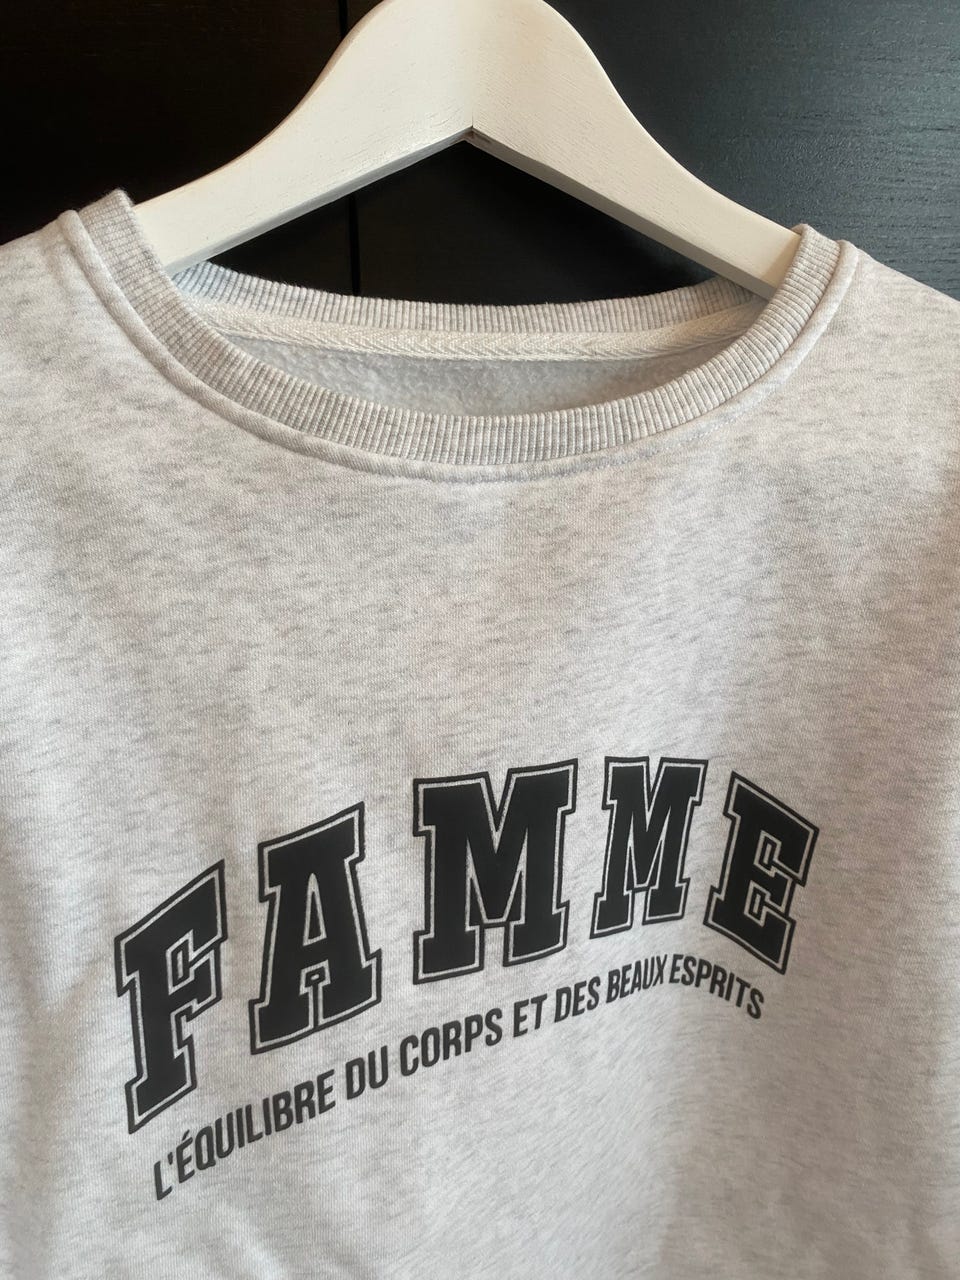 FAMME
L'ÉQUILIBRE DU CORPS ET DES BEAUX ESPRITS